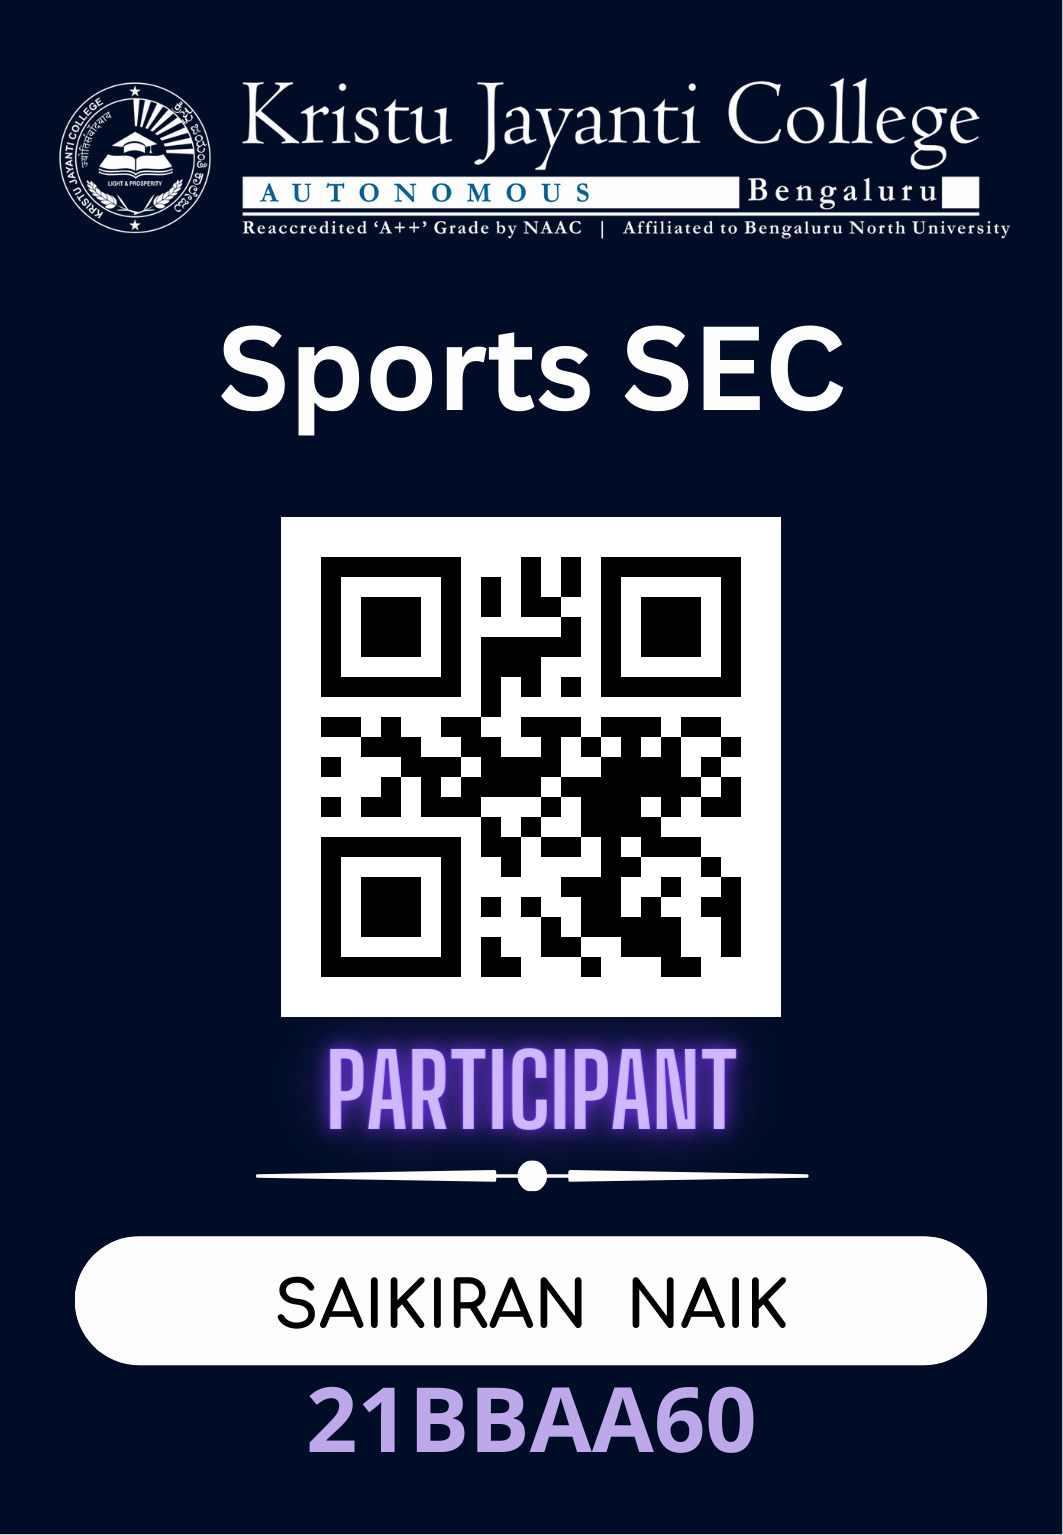 Kristu Jayanti College
AUTONOMOUS Bengaluru
Reaccredited ‘A++’ Grade by NAAC | Affiliated to Bengaluru North University
KRISTU JAYANTI COLLEGE
LIGHT & PROSPERITY
Sports SEC
PARTICIPANT
SAIKIRAN NAIK
21BBAA60